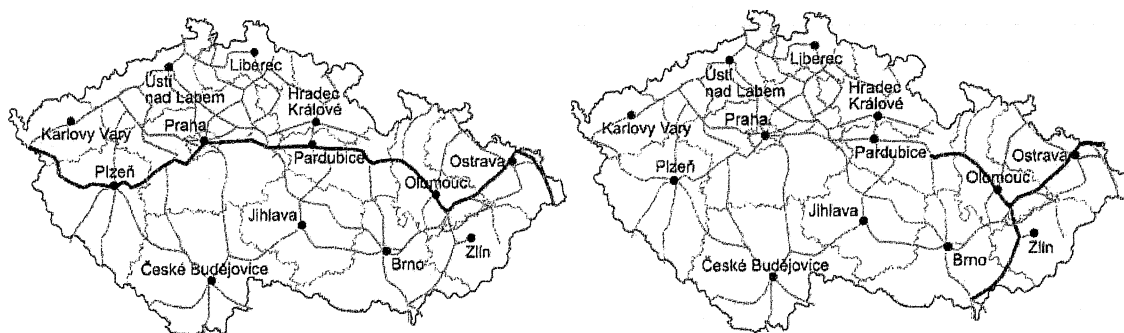 Liberec
Ústí
nad Labem
Hradec
Králové
Karlovy Vary
Praha
Pardubice
Plzeň
Ostrava
Olomouc
Jihlava
Zlín
Brno
České Budějovice
Liberec
Ústí
nad Labem
Hradec
Králové
Karlovy Vary
Praha
Pardubice
Plzeň
Ostrava
Olomouc
Jihlava
Zlín
Brno
České Budějovice